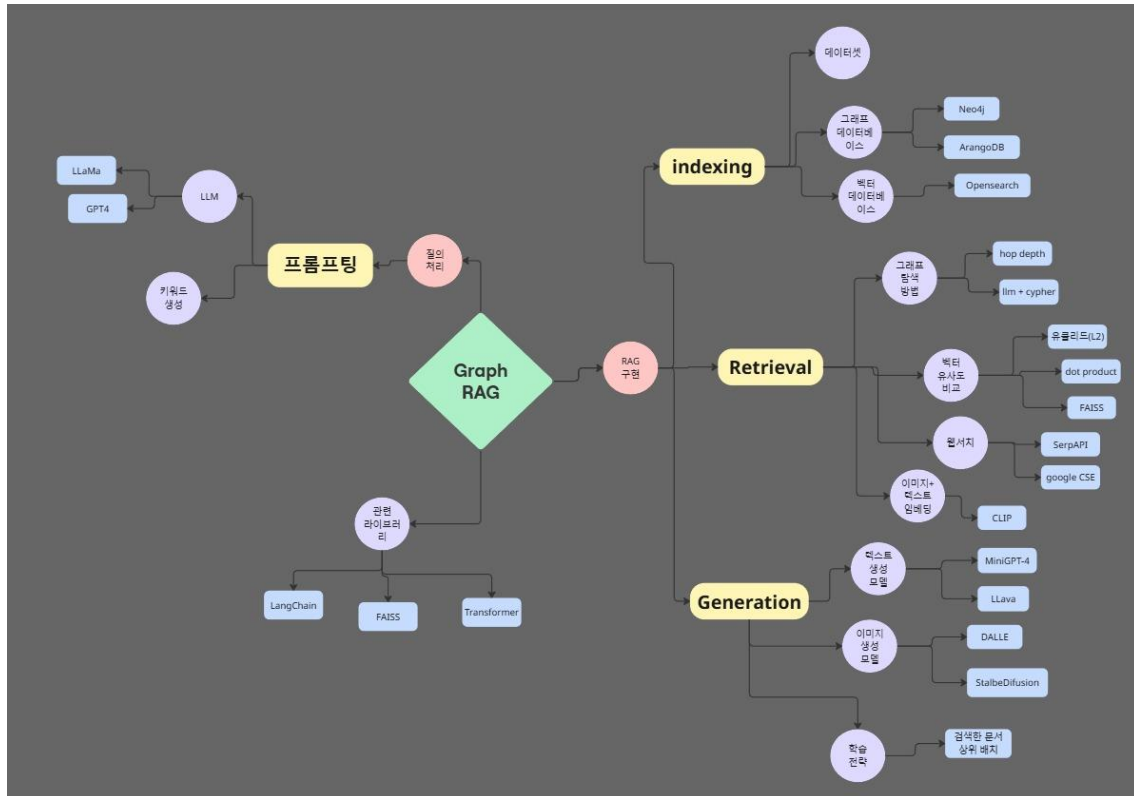 데이터셋
Neo4j
그래프
데이터베
이스
ArangoDB
indexing
벡터
데이터베
이스
Opensearch
LLaMa
LLM
GPT4
프롬프팅
질의
처리
키워드
생성
hop depth
그래프
탐색
방법
llm + cypher
Graph
RAG
RAG
구현
Retrieval
유클리드(L2)
벡터
유사도
비교
dot product
FAISS
웹서치
SerpAPI
google CSE
이미지+
텍스트
임베딩
CLIP
관련
라이브러
리
LangChain
FAISS
Transformer
Generation
텍스트
생성
모델
MiniGPT-4
LLava
이미지
생성
모델
DALLE
StalbeDifusion
학습
전략
검색한 문서
상위 배치